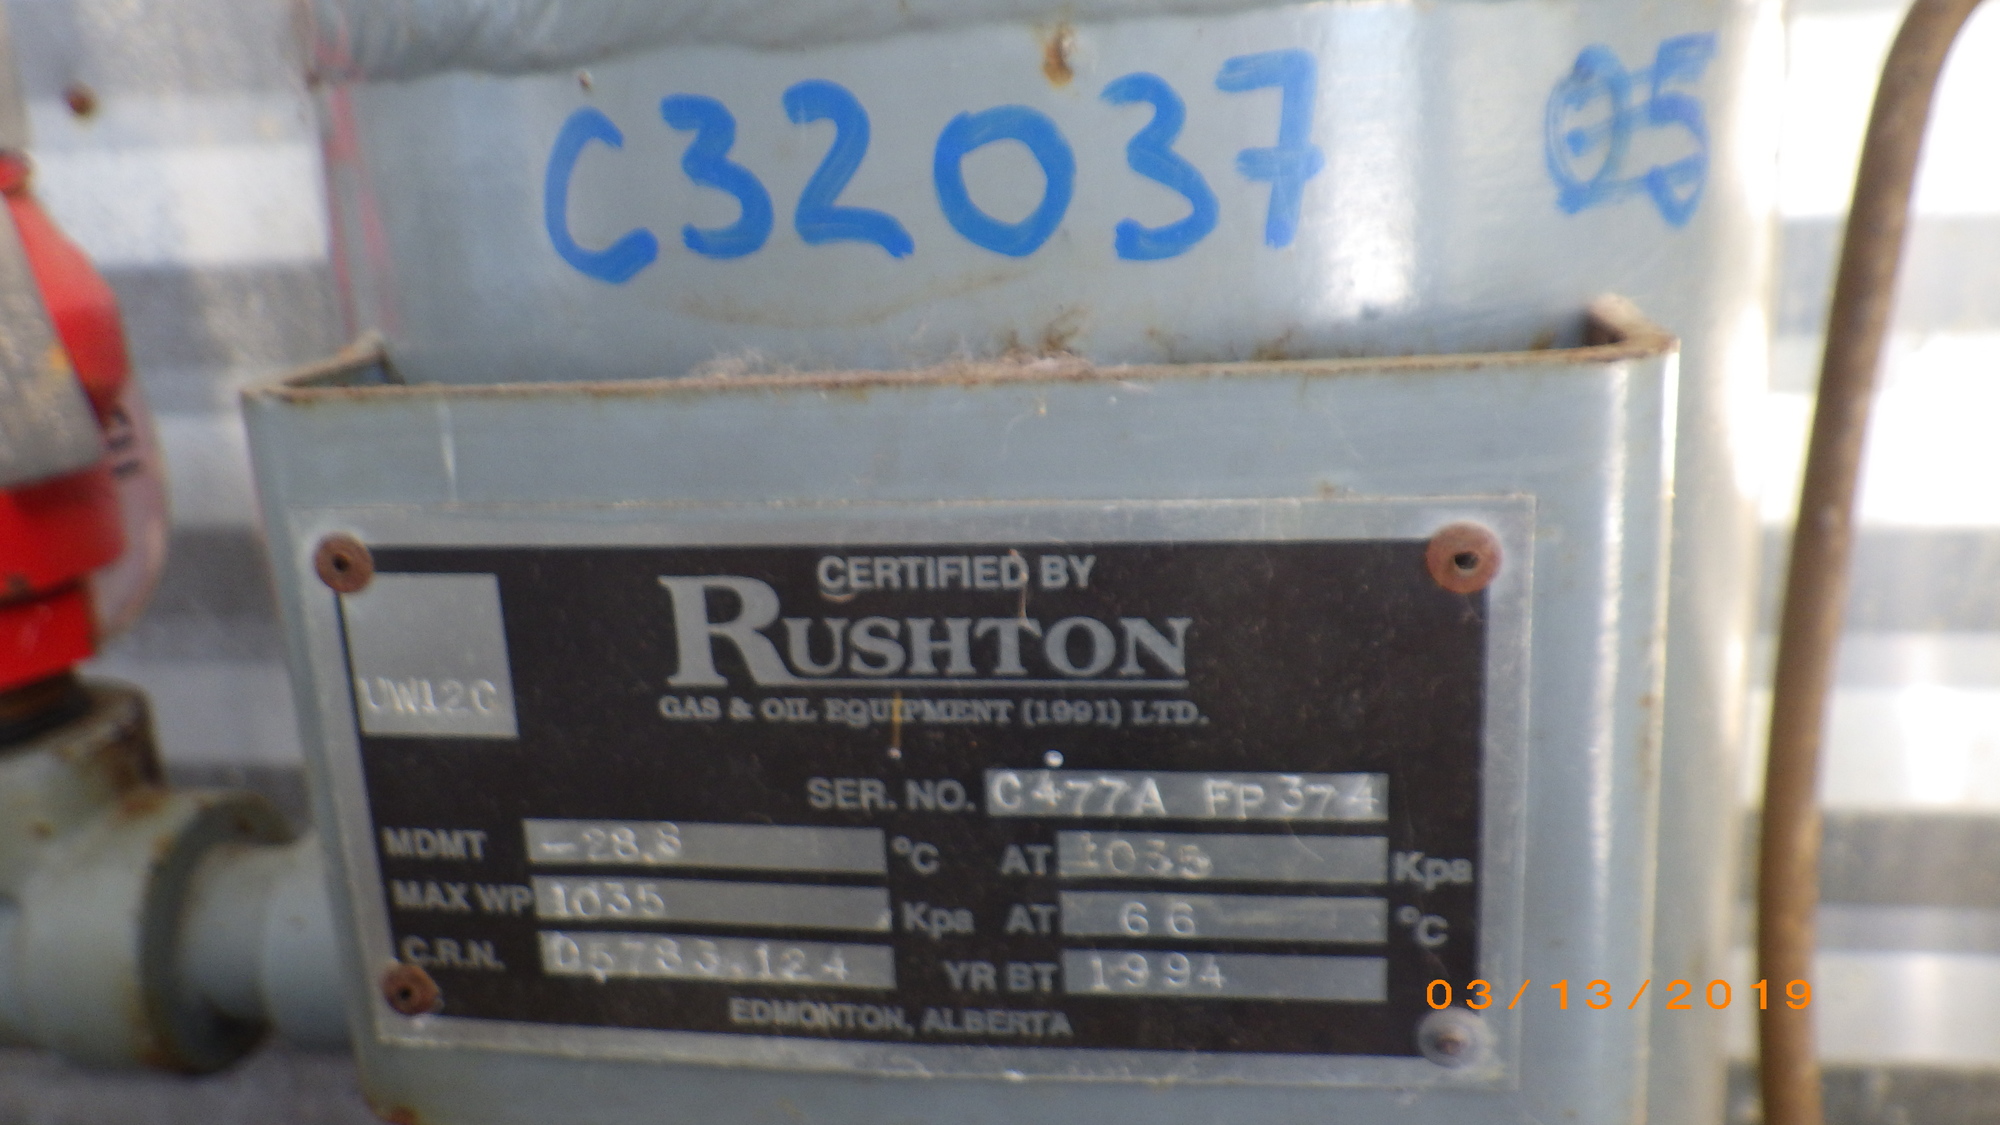 C32037 05
CERTIFIED BY
RUSHTON
GAS & OIL EQUIPMENT (1991) LTD.
UW12C
SER. NO. C477A FP374
MDMT -28.8 °C AT 1035 Kpa
MAX WP 1035 Kpa AT 66 °C
C.R.N. 05783.124 YR BT 1994
EDMONTON, ALBERTA
03/13/2019